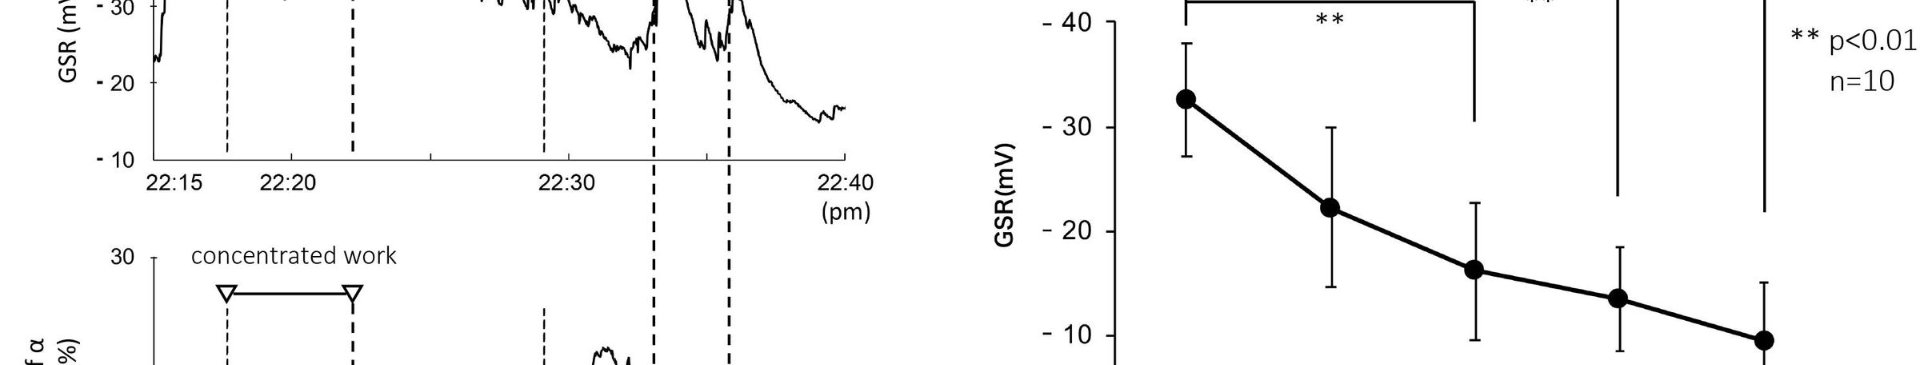 - 30
GSR (mV
- 20
- 10
22:15 22:20 22:30 22:40
(pm)
30
concentrated work
f α
%)
**
**
- 40
** p<0.01
n=10
- 30
GSR(mV)
- 20
- 10